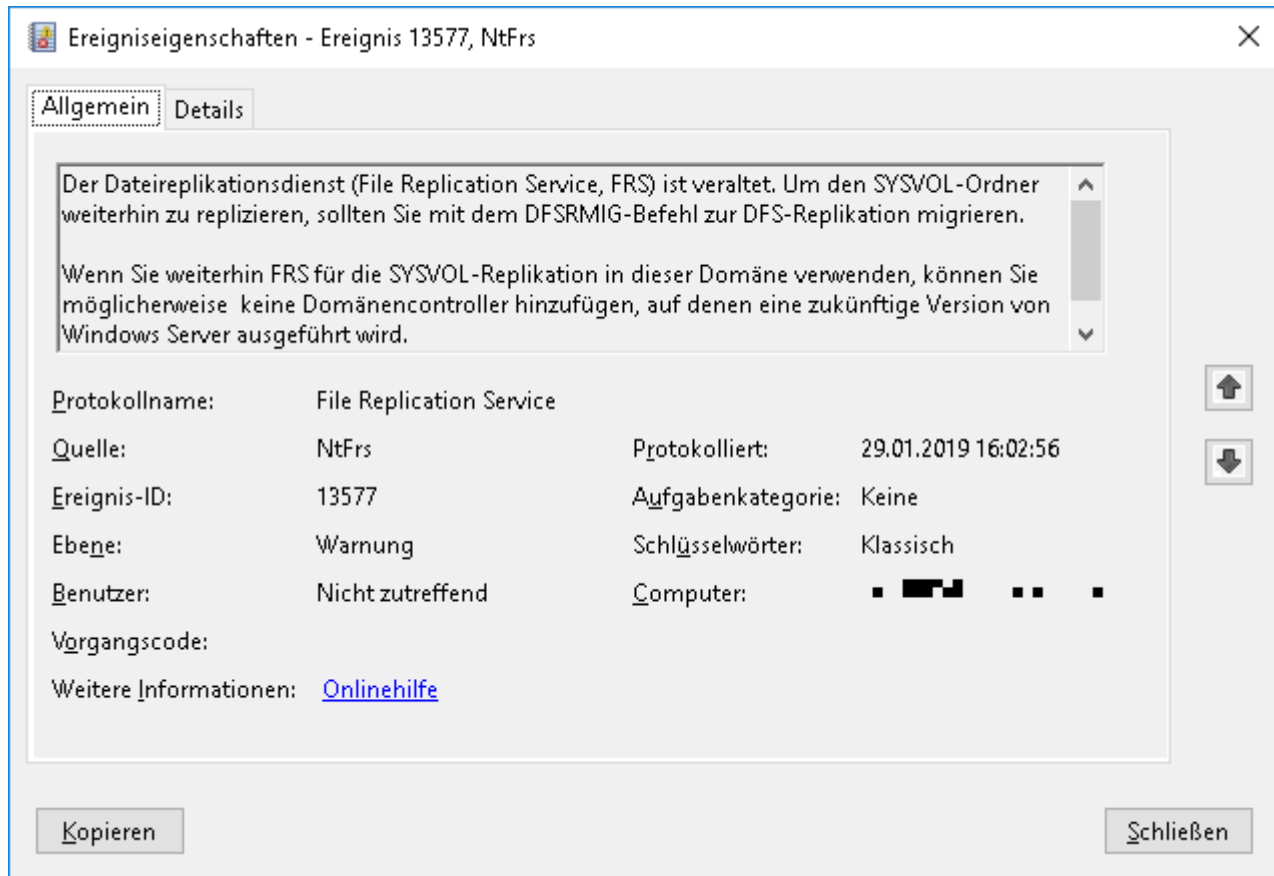 Ereigniseigenschaften - Ereignis 13577, NtFrs
Allgemein Details
Der Dateireplikationsdienst (File Replication Service, FRS) ist veraltet. Um den SYSVOL-Ordner
weiterhin zu replizieren, sollten Sie mit dem DFSRMIG-Befehl zur DFS-Replikation migrieren.
Wenn Sie weiterhin FRS für die SYSVOL-Replikation in dieser Domäne verwenden, können Sie
möglicherweise  keine Domänencontroller hinzufügen, auf denen eine zukünftige Version von
Windows Server ausgeführt wird.
Protokollname: File Replication Service
Quelle: NtFrs Protokolliert: 29.01.2019 16:02:56
Ereignis-ID: 13577 Aufgabenkategorie: Keine
Ebene: Warnung Schlüsselwörter: Klassisch
Benutzer: Nicht zutreffend Computer:
Vorgangscode:
Weitere Informationen: Onlinehilfe
Kopieren Schließen